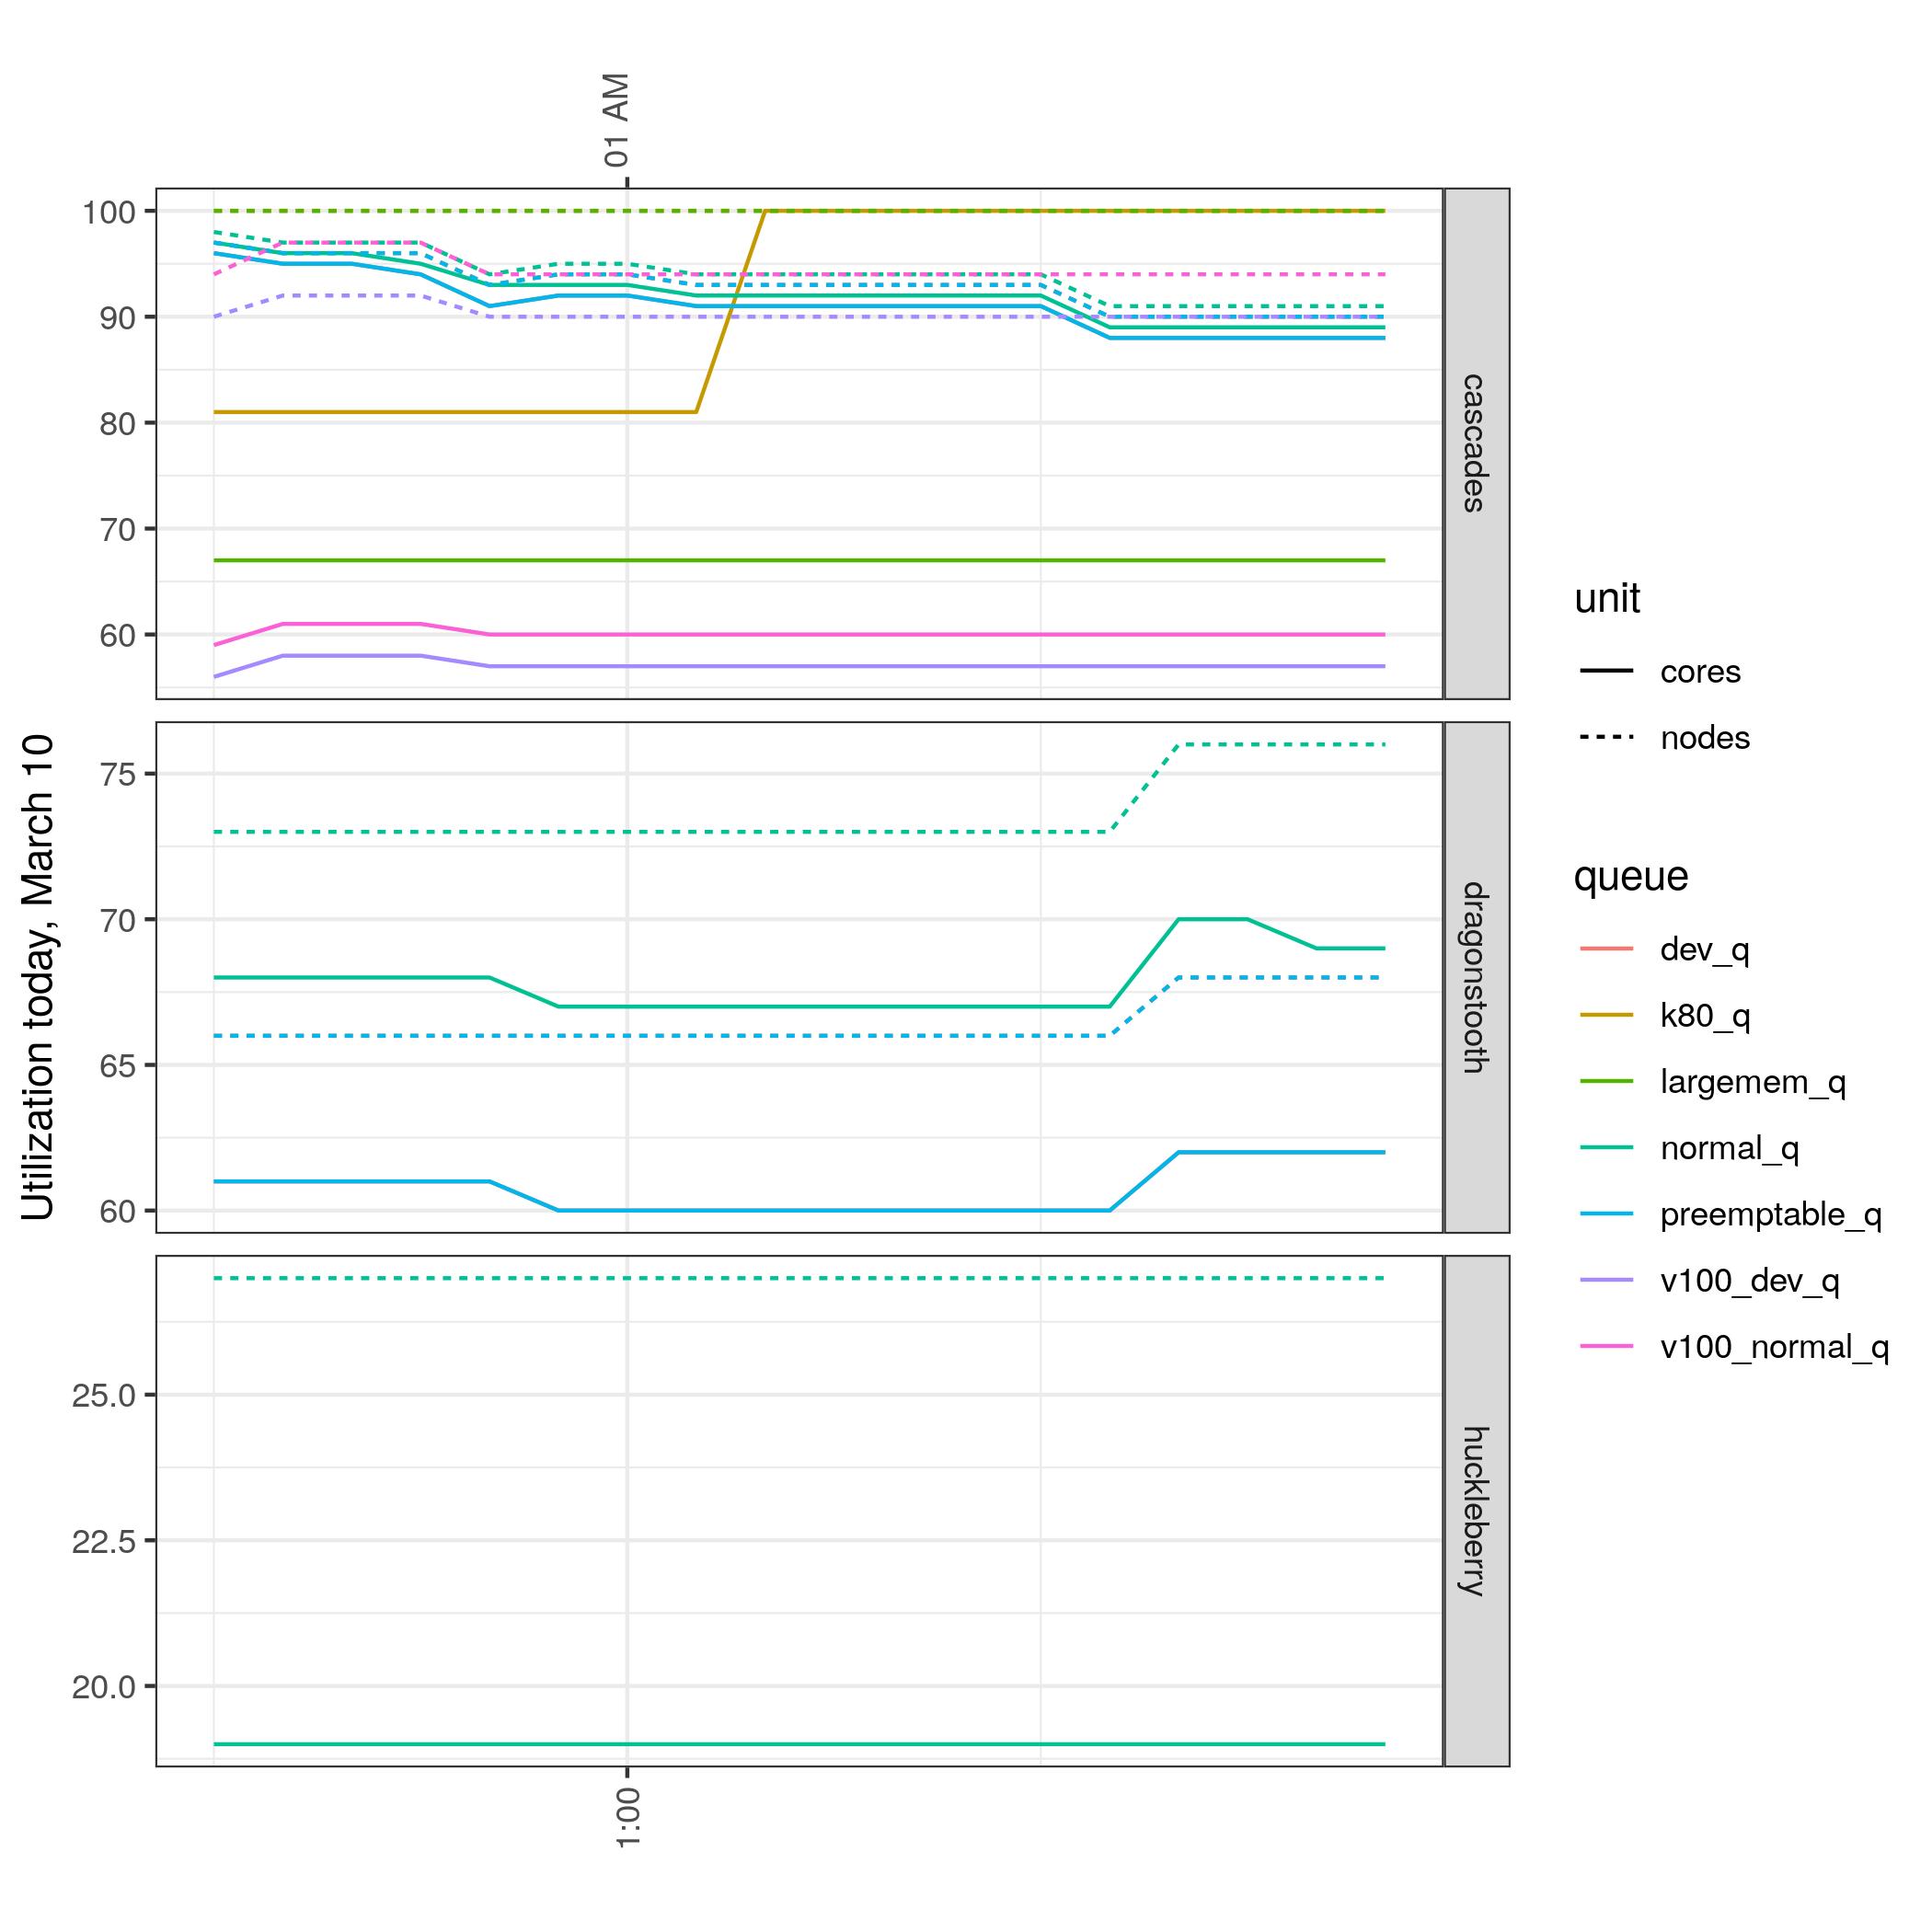 01 AM
100
90
80
70
60
cascades
Utilization today, March 10
75
70
65
60
dragonstooth
25.0
22.5
20.0
huckleberry
1:00
unit
cores
nodes
queue
dev_q
k80_q
largemem_q
normal_q
preemptable_q
v100_dev_q
v100_normal_q